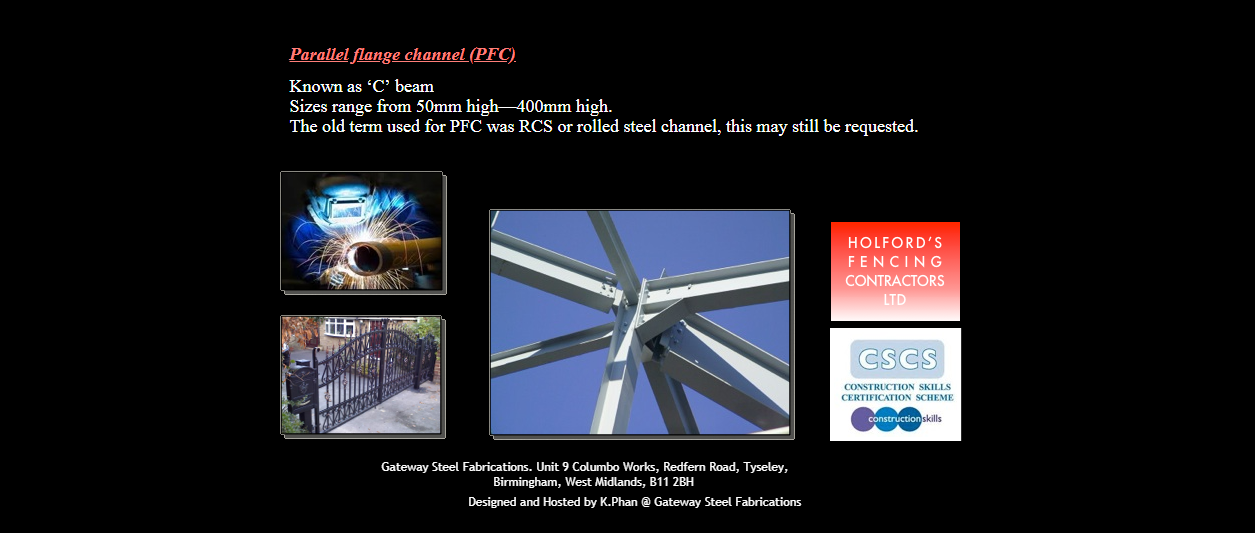 Parallel flange channel (PFC)
Known as ‘C’ beam
Sizes range from 50mm high—400mm high.
The old term used for PFC was RCS or rolled steel channel, this may still be requested.
HOLFORD’S
FENCING
CONTRACTORS
LTD
CSCS
CONSTRUCTION SKILLS
CERTIFICATION SCHEME
constructionskills
Gateway Steel Fabrications. Unit 9 Columbo Works, Redfern Road, Tyseley,
Birmingham, West Midlands, B11 2BH
Designed and Hosted by K.Phan @ Gateway Steel Fabrications